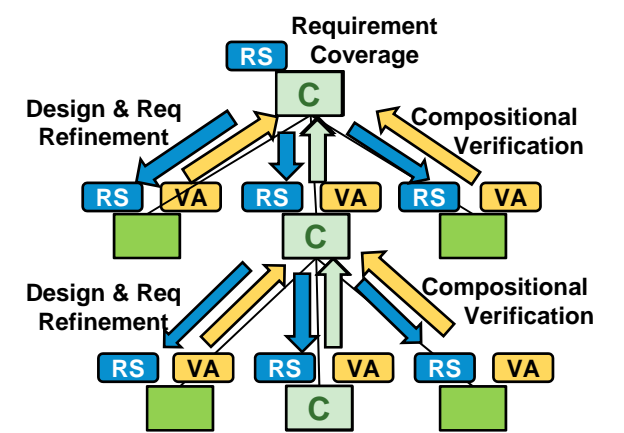 Requirement
Coverage
RS
C
Design & Req
Refinement
Compositional
Verification
RS VA RS VA RS VA
C
Design & Req
Refinement
Compositional
Verification
RS VA RS VA RS VA
C